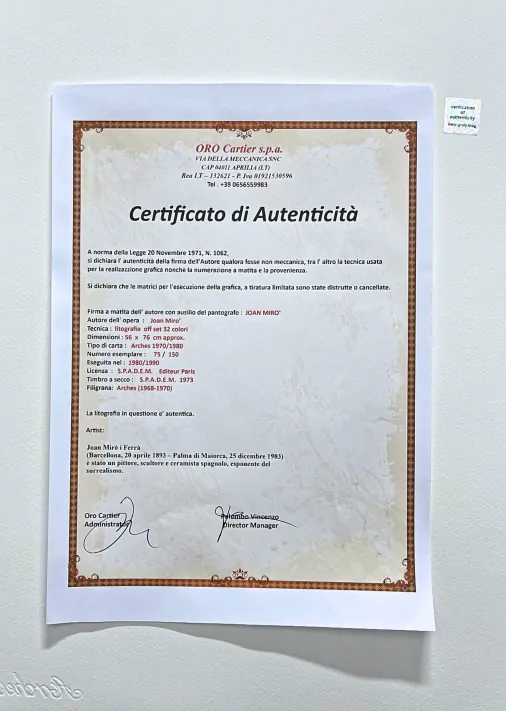 ORO Cartier s.p.a.
VIA DELLA MECCANICA SNC
CAP 04011 APRILIA (LT)
Rea LT – 132621 - P. Iva 01921530596
Tel : +39 0656559983
Certificato di Autenticità
verification
of
authenticity
A norma della Legge 20 Novembre 1971, N. 1062,
si dichiara l' autenticità della firma dell'Autore qualora fosse non meccanica, tra l' altro la tecnica usata
per la realizazzione grafica nonchè la numerazione a matita e la provenienza.
Si dichiara che le matrici per l'esecuzione della grafica, a tiratura limitata sono state distrutte o cancellate.
Firma a matita dell' autore con ausilio del pantografo : JOAN MIRO'
Autore dell' opera : Joan Miro'
Tecnica : litografia off set 32 colori
Dimensioni : 56 x 76 cm approx.
Tipo di carta : Arches 1970/1980
Numero esemplare : 75 / 150
Eseguita nel : 1980/1990
Licenza : S.P.A.D.E.M. Editeur Paris
Timbro a secco : S.P.A.D.E.M. 1973
Filigrana: Arches (1968-1970)
La litografia in questione e' autentica.
Artist:
Joan Miró i Ferrà
(Barcellona, 20 aprile 1893 – Palma di Maiorca, 25 dicembre 1983)
è stato un pittore, scultore e ceramista spagnolo, esponente del
surrealismo.
Oro Cartier
Administrator
Palombo Vincenzo
Director Manager
Arches